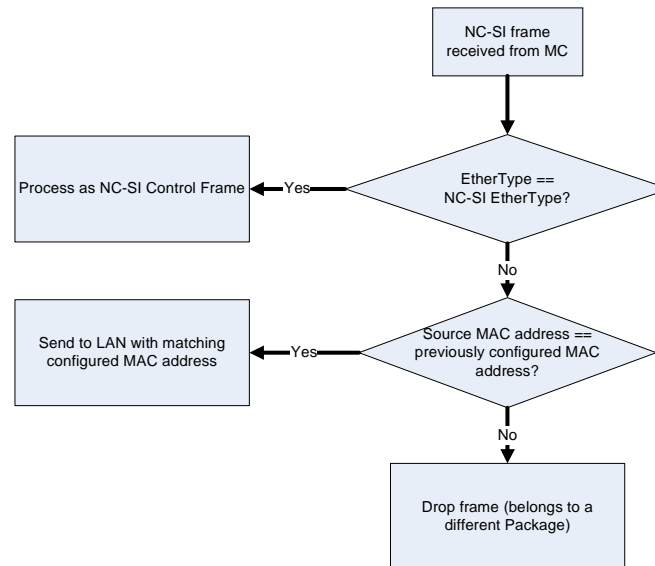 NC-SI frame
received from MC
EtherType ==
NC-SI EtherType?
Yes
Process as NC-SI Control Frame
No
Source MAC address ==
previously configured MAC
address?
Yes
Send to LAN with matching
configured MAC address
No
Drop frame (belongs to a
different Package)